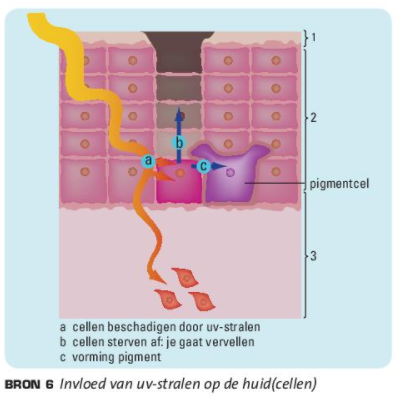 1
2
a
b
c
pigmentcel
3
a cellen beschadigen door uv-stralen
b cellen sterven af: je gaat vervellen
c vorming pigment
BRON 6 Invloed van uv-stralen op de huid(cellen)